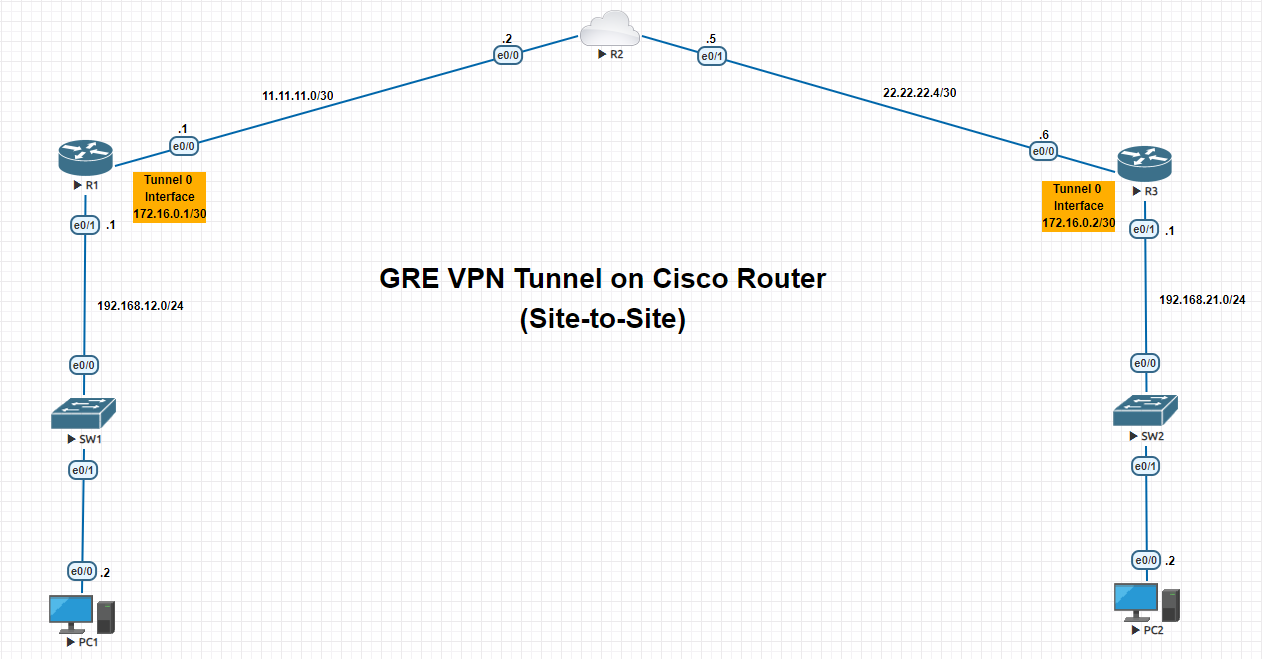 .2
e0/0
R2
.5
e0/1
11.11.11.0/30
22.22.22.4/30
.1
e0/0
R1
Tunnel 0
Interface
172.16.0.1/30
.6
e0/0
R3
Tunnel 0
Interface
172.16.0.2/30
e0/1 .1
e0/1 .1
GRE VPN Tunnel on Cisco Router
(Site-to-Site)
192.168.12.0/24
192.168.21.0/24
e0/0
e0/0
SW1
SW2
e0/1
e0/1
e0/0 .2
e0/0 .2
PC1
PC2